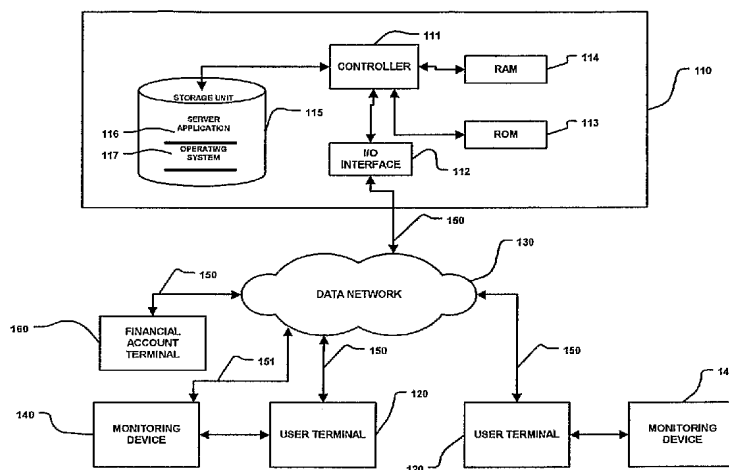 111
CONTROLLER
RAM
114
110
STORAGE UNIT
SERVER
APPLICATION
116
115
ROM
113
117
OPERATING
SYSTEM
I/O
INTERFACE
112
150
130
150
DATA NETWORK
160
FINANCIAL
ACCOUNT
TERMINAL
151
150
150
140
MONITORING
DEVICE
USER TERMINAL
120
USER TERMINAL
MONITORING
DEVICE